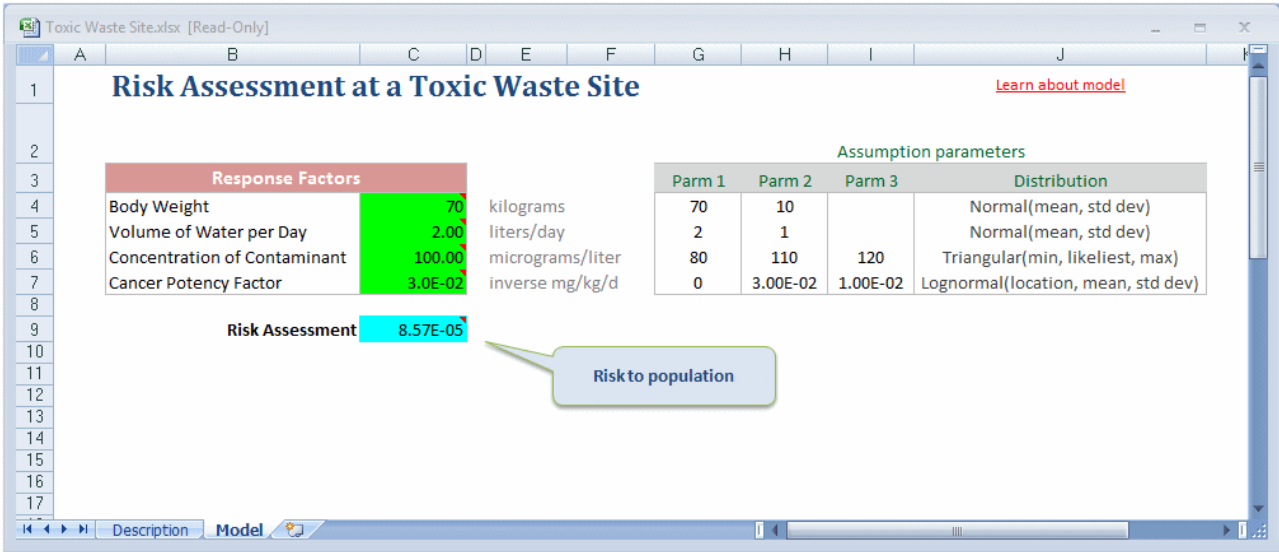 Toxic Waste Site.xlsx [Read-Only]
A B C D E F G H I J K
1 Risk Assessment at a Toxic Waste Site Learn about model
2 Assumption parameters
3 Response Factors Parm 1 Parm 2 Parm 3 Distribution
4 Body Weight 70 kilograms 70 10 Normal(mean, std dev)
5 Volume of Water per Day 2.00 liters/day 2 1 Normal(mean, std dev)
6 Concentration of Contaminant 100.00 micrograms/liter 80 110 120 Triangular(min, likeliest, max)
7 Cancer Potency Factor 3.0E-02 inverse mg/kg/d 0 3.00E-02 1.00E-02 Lognormal(location, mean, std dev)
8
9 Risk Assessment 8.57E-05
10
11 Risk to population
12
13
14
15
16
17
Description Model